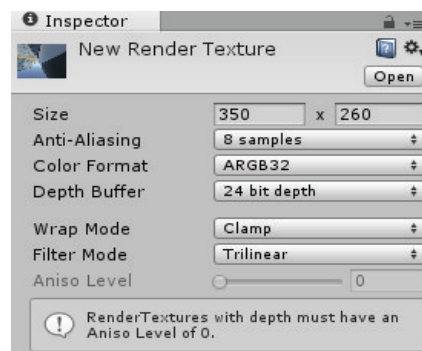 Inspector
New Render Texture
Open
Size 350 x 260
Anti-Aliasing 8 samples
Color Format ARGB32
Depth Buffer 24 bit depth
Wrap Mode Clamp
Filter Mode Trilinear
Aniso Level 0
RenderTextures with depth must have an
Aniso Level of 0.